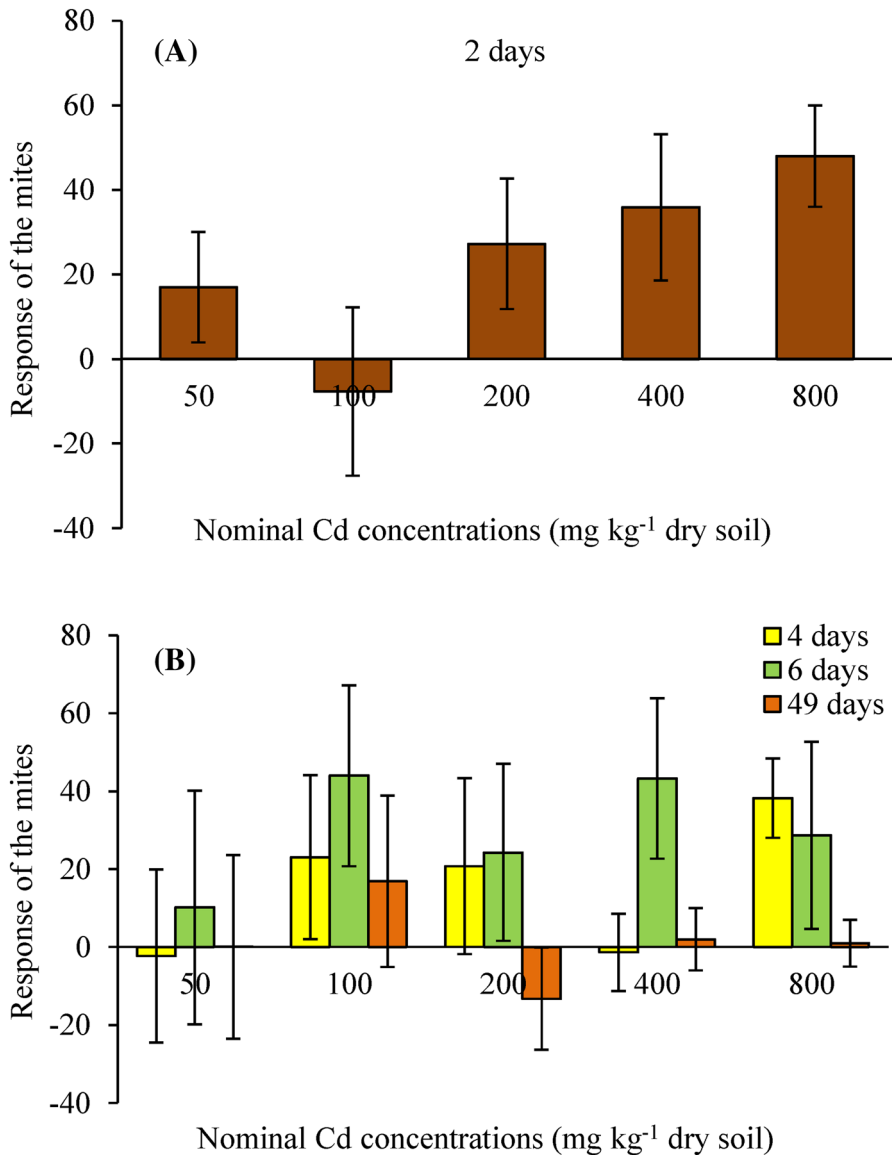 80
(A)
2 days
60
40
20
0
-20
-40
50
100
200
400
800
Response of the mites
Nominal Cd concentrations (mg kg⁻¹ dry soil)
80
(B)
4 days
6 days
49 days
60
40
20
0
-20
-40
50
100
200
400
800
Response of the mites
Nominal Cd concentrations (mg kg⁻¹ dry soil)